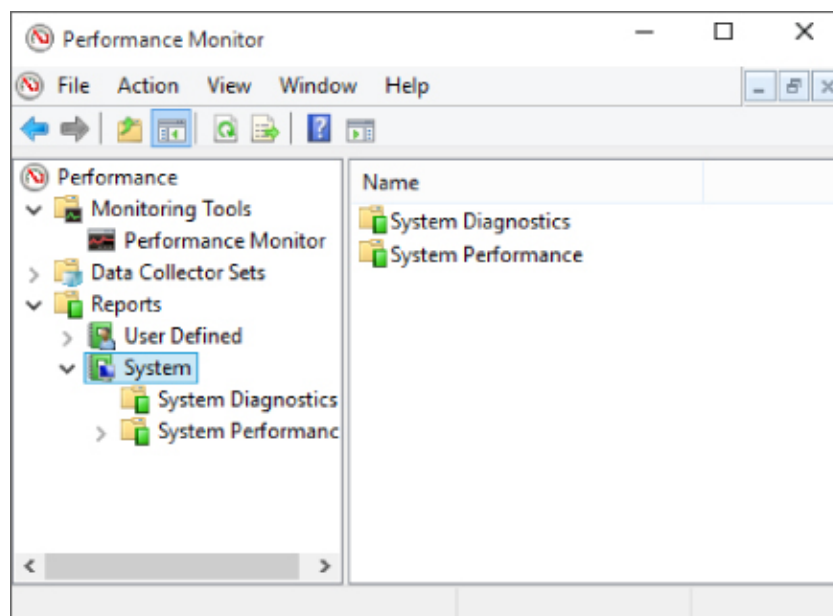 Performance Monitor
File Action View Window Help
Performance
Monitoring Tools
Performance Monitor
Data Collector Sets
Reports
User Defined
System
System Diagnostics
System Performanc
Name
System Diagnostics
System Performance